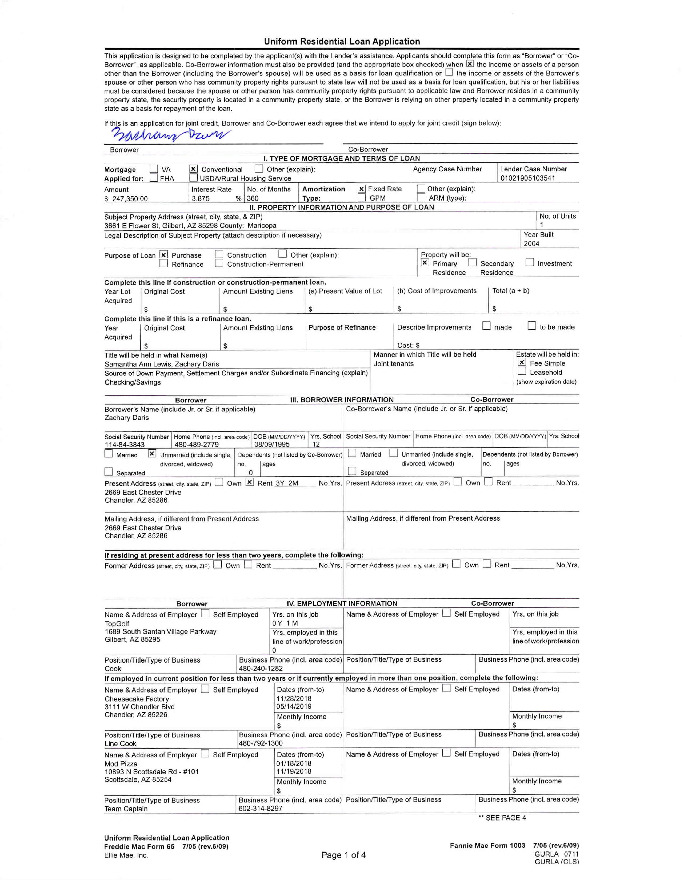 Uniform Residential Loan Application
This application is designed to be completed by the applicant(s) with the Lender's assistance. Applicants should complete this form as "Borrower" or "Co-
Borrower", as applicable. Co-Borrower information must also be provided (and the appropriate box checked) when the income or assets of a person
other than the Borrower (including the Borrower's spouse) will be used as a basis for loan qualification or the income or assets of the Borrower's
spouse or other person who has community property rights pursuant to state law will not be used as a basis for loan qualification, but his or her liabilities
must be considered because the spouse or other person has community property rights pursuant to applicable law and Borrower resides in a community
property state, the security property is located in a community property state, or the Borrower is relying on other property located in a community property
state as a basis for repayment of the loan.
If this is an application for joint credit, Borrower and Co-Borrower each agree that we intend to apply for joint credit (sign below):
Borrower Co-Borrower
I. TYPE OF MORTGAGE AND TERMS OF LOAN
Mortgage VA Conventional Other (explain): Agency Case Number Lender Case Number
Applied for: FHA USDA/Rural Housing Service 01021905103541
Amount Interest Rate No. of Months Amortization Fixed Rate Other (explain):
$ 247,350.00 3.675 % 360 Type: GPM ARM (type):
II. PROPERTY INFORMATION AND PURPOSE OF LOAN
Subject Property Address (street, city, state, & ZIP) No. of Units
3661 E Flower St, Gilbert, AZ 85298 County: Maricopa 1
Legal Description of Subject Property (attach description if necessary) Year Built
2004
Purpose of Loan Purchase Construction Other (explain): Property will be:
Refinance Construction-Permanent Primary Residence Secondary Residence Investment
Complete this line if construction or construction-permanent loan.
Year Lot Acquired Original Cost Amount Existing Liens (a) Present Value of Lot (b) Cost of Improvements Total (a + b)
$ $ $ $ $
Complete this line if this is a refinance loan.
Year Acquired Original Cost Amount Existing Liens Purpose of Refinance Describe Improvements made to be made
$ $ Cost: $
Title will be held in what Name(s) Manner in which Title will be held Estate will be held in:
Samantha Ann Lewis, Zachary Daris Joint tenants Fee Simple
Source of Down Payment, Settlement Charges and/or Subordinate Financing (explain) Leasehold
Checking/Savings (show expiration date)
Borrower III. BORROWER INFORMATION Co-Borrower
Borrower's Name (include Jr. or Sr. if applicable) Co-Borrower's Name (include Jr. or Sr. if applicable)
Zachary Daris
Social Security Number Home Phone (incl. area code) DOB (MM/DD/YYYY) Yrs. School Social Security Number Home Phone (incl. area code) DOB (MM/DD/YYYY) Yrs. School
114-84-3843 480-489-2779 08/09/1995 12
Married Unmarried (include single, Dependents (not listed by Co-Borrower) Married Unmarried (include single, Dependents (not listed by Borrower)
divorced, widowed) no. ages divorced, widowed) no. ages
Separated 0 Separated
Present Address (street, city, state, ZIP) Own Rent 3Y 2M No.Yrs. Present Address (street, city, state, ZIP) Own Rent No.Yrs.
2669 East Chester Drive
Chandler, AZ 85286
Mailing Address, if different from Present Address Mailing Address, if different from Present Address
2669 East Chester Drive
Chandler, AZ 85286
If residing at present address for less than two years, complete the following:
Former Address (street, city, state, ZIP) Own Rent No.Yrs. Former Address (street, city, state, ZIP) Own Rent No.Yrs.
Borrower IV. EMPLOYMENT INFORMATION Co-Borrower
Name & Address of Employer Self Employed Yrs. on this job Name & Address of Employer Self Employed Yrs. on this job
TopGolf 0Y 1M
1689 South Santan Village Parkway Yrs. employed in this Yrs. employed in this
Gilbert, AZ 85295 line of work/profession line of work/profession
0
Position/Title/Type of Business Business Phone (incl. area code) Position/Title/Type of Business Business Phone (incl. area code)
Cook 480-240-1282
If employed in current position for less than two years or if currently employed in more than one position, complete the following:
Name & Address of Employer Self Employed Dates (from-to) Name & Address of Employer Self Employed Dates (from-to)
Cheesecake Factory 11/28/2018
3111 W Chandler Blvd 05/14/2019
Chandler, AZ 85226 Monthly Income Monthly Income
$ $
Position/Title/Type of Business Business Phone (incl. area code) Position/Title/Type of Business Business Phone (incl. area code)
Line Cook 480-792-1300
Name & Address of Employer Self Employed Dates (from-to) Name & Address of Employer Self Employed Dates (from-to)
Mod Pizza 01/18/2018
10893 N Scottsdale Rd - #101 11/19/2018
Scottsdale, AZ 85254 Monthly Income Monthly Income
$ $
Position/Title/Type of Business Business Phone (incl. area code) Position/Title/Type of Business Business Phone (incl. area code)
Team Captain 602-314-8297
** SEE PAGE 4
Uniform Residential Loan Application
Freddie Mac Form 65 7/05 (rev.6/09) Fannie Mae Form 1003 7/05 (rev.6/09)
Ellie Mae, Inc. Page 1 of 4 GURLA 0711
GURLA (CLS)